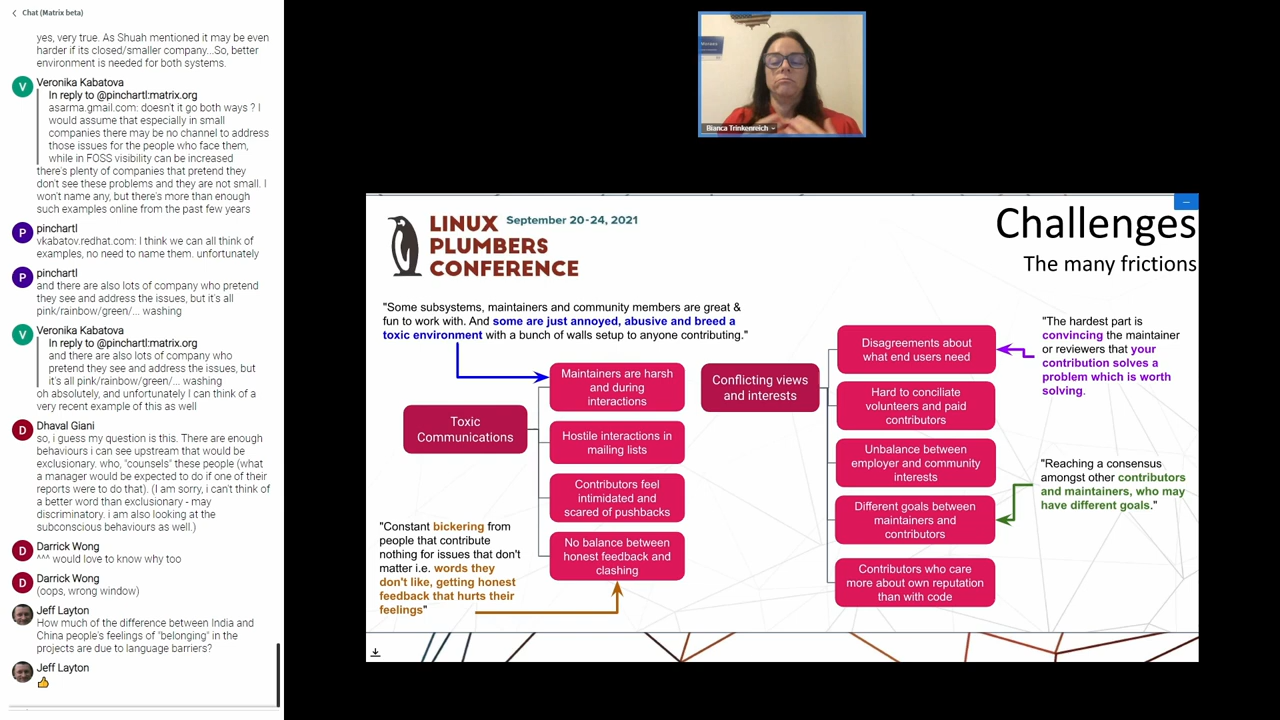 Chat (Matrix beta)
yes, very true. As Shuah mentioned it may be even
harder if its closed/smaller company...So, better
environment is needed for both systems.
V
Veronika Kabatova
In reply to @pinchartl:matrix.org
asarma.gmail.com: doesn't it go both ways ? I
would assume that especially in small
companies there may be no channel to address
those issues for the people who face them,
while in FOSS visibility can be increased
there's plenty of companies that pretend they
don't see these problems and they are not small. I
won't name any, but there's more than enough
such examples online from the past few years
P
pinchartl
vkabatov.redhat.com: I think we can all think of
examples, no need to name them. unfortunately
P
pinchartl
and there are also lots of company who pretend
they see and address the issues, but it's all
pink/rainbow/green/... washing
V
Veronika Kabatova
In reply to @pinchartl:matrix.org
and there are also lots of company who
pretend they see and address the issues, but
it's all pink/rainbow/green/... washing
oh absolutely, and unfortunately I can think of a
very recent example of this as well
D
Dhaval Giani
so, i guess my question is this. There are enough
behaviours i can see upstream that would be
exclusionary. who, "counsels" these people (what
a manager would be expected to do if one of their
reports were to do that). (I am sorry, i can't think of
a better word than exclusionary - may
discriminatory. i am also looking at the
subconscious behaviours as well.)
D
Darrick Wong
^^^ would love to know why too
D
Darrick Wong
(oops, wrong window)
Jeff Layton
How much of the difference between India and
China people's feelings of "belonging" in the
projects are due to language barriers?
Jeff Layton
👍
Bianca Trinkenreich
LINUX
PLUMBERS
CONFERENCE
September 20-24, 2021
Challenges
The many frictions
"Some subsystems, maintainers and community members are great &
fun to work with. And some are just annoyed, abusive and breed a
toxic environment with a bunch of walls setup to anyone contributing."
Toxic
Communications
Maintainers are harsh
and during
interactions
Hostile interactions in
mailing lists
Contributors feel
intimidated and
scared of pushbacks
No balance between
honest feedback and
clashing
"Constant bickering from
people that contribute
nothing for issues that don't
matter i.e. words they
don't like, getting honest
feedback that hurts their
feelings"
Conflicting views
and interests
Disagreements about
what end users need
Hard to conciliate
volunteers and paid
contributors
Unbalance between
employer and community
interests
Different goals between
maintainers and
contributors
Contributors who care
more about own reputation
than with code
"The hardest part is
convincing the maintainer
or reviewers that your
contribution solves a
problem which is worth
solving.
"Reaching a consensus
amongst other contributors
and maintainers, who may
have different goals."